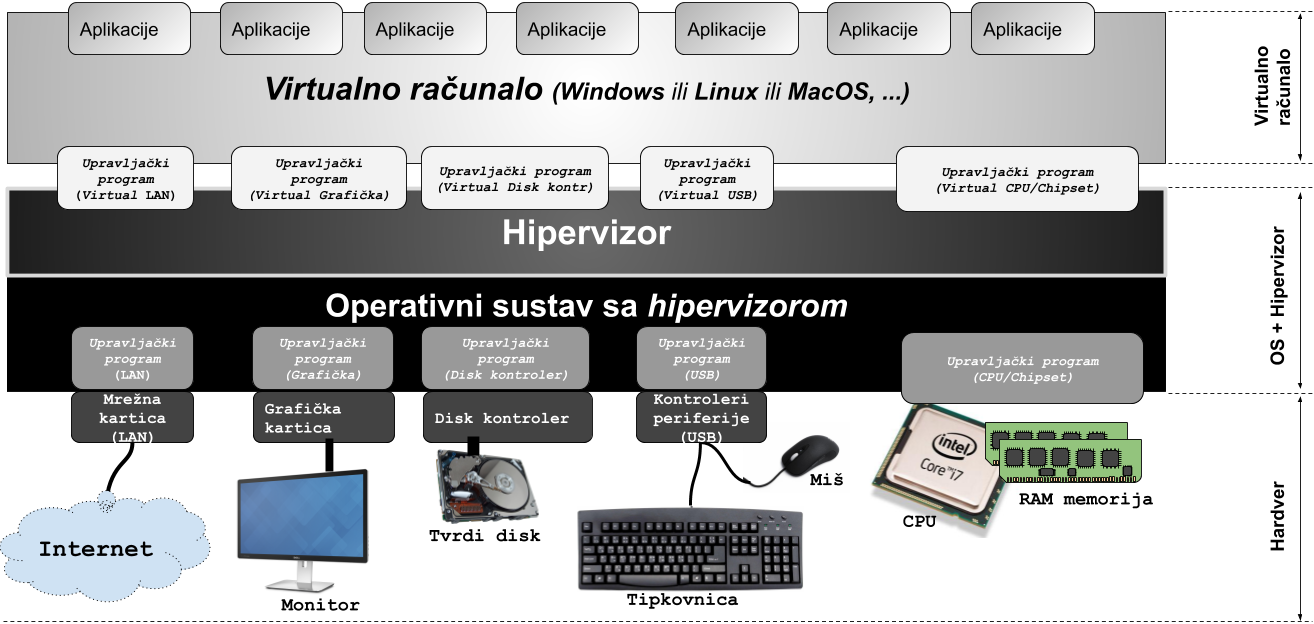 Aplikacije
Aplikacije
Aplikacije
Aplikacije
Aplikacije
Aplikacije
Aplikacije
Virtualno računalo (Windows ili Linux ili MacOS, ...)
Virtualno
računalo
Upravljački
program
(Virtual LAN)
Upravljački
program
(Virtual Grafička)
Upravljački program
(Virtual Disk kontr)
Upravljački
program
(Virtual USB)
Upravljački program
(Virtual CPU/Chipset)
Hipervizor
Operativni sustav sa hipervizorom
OS + Hipervizor
Upravljački
program
(LAN)
Upravljački
program
(Grafička)
Upravljački
program
(Disk kontroler)
Upravljački
program
(USB)
Upravljački program
(CPU/Chipset)
Mrežna
kartica
(LAN)
Grafička
kartica
Disk kontroler
Kontroleri
periferije
(USB)
Internet
Monitor
Tvrdi disk
Tipkovnica
Miš
intel
Core™i7
CPU
RAM memorija
Hardver